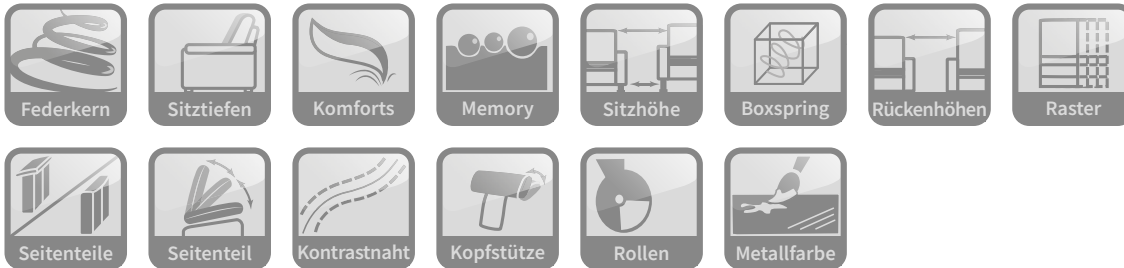 Federkern
Sitztiefen
Komforts
Memory
Sitzhöhe
Boxspring
Rückenhöhen
Raster
Seitenteile
Seitenteil
Kontrastnaht
Kopfstütze
Rollen
Metallfarbe